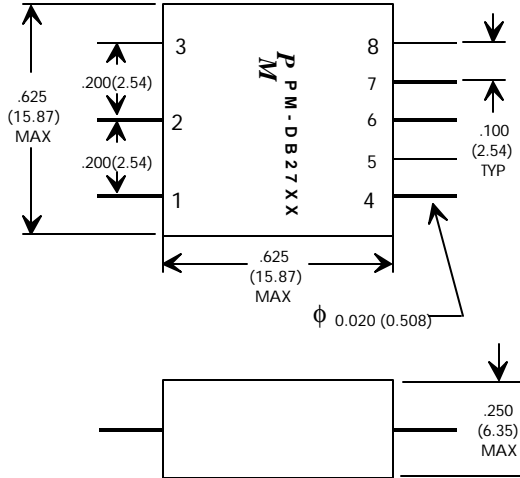 3
8
.200(2.54)
P
M
PM-DB27XX
7
.625
(15.87)
MAX
2
6
.100
(2.54)
TYP
.200(2.54)
5
1
4
.625
(15.87)
MAX
ϕ 0.020 (0.508)
.250
(6.35)
MAX